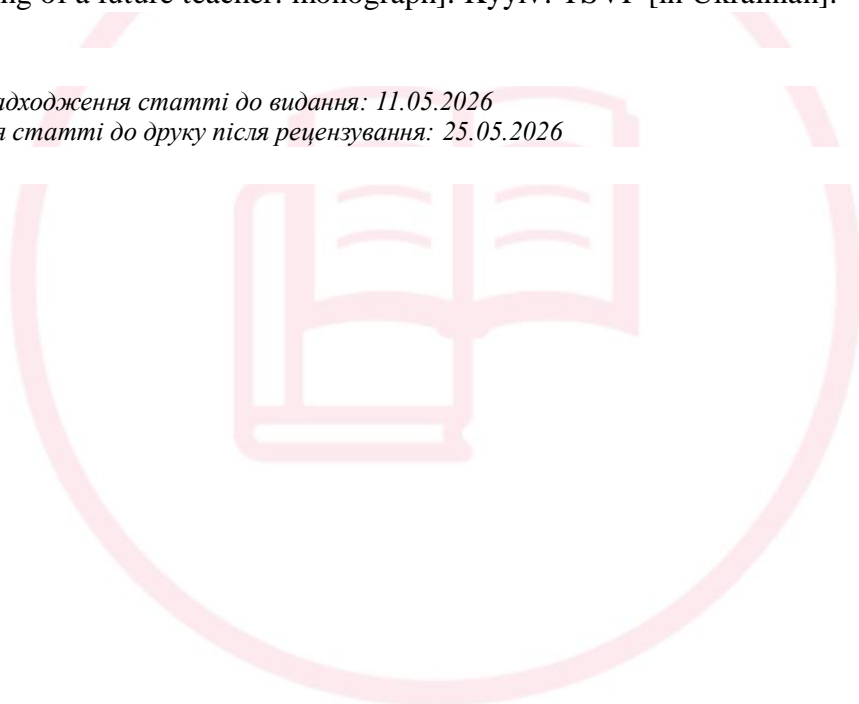 ng of a future teacher: monograph]. Kyyiv: TSVP [in Ukrainian].
адходження статті до видання: 11.05.2026
я статті до друку після рецензування: 25.05.2026